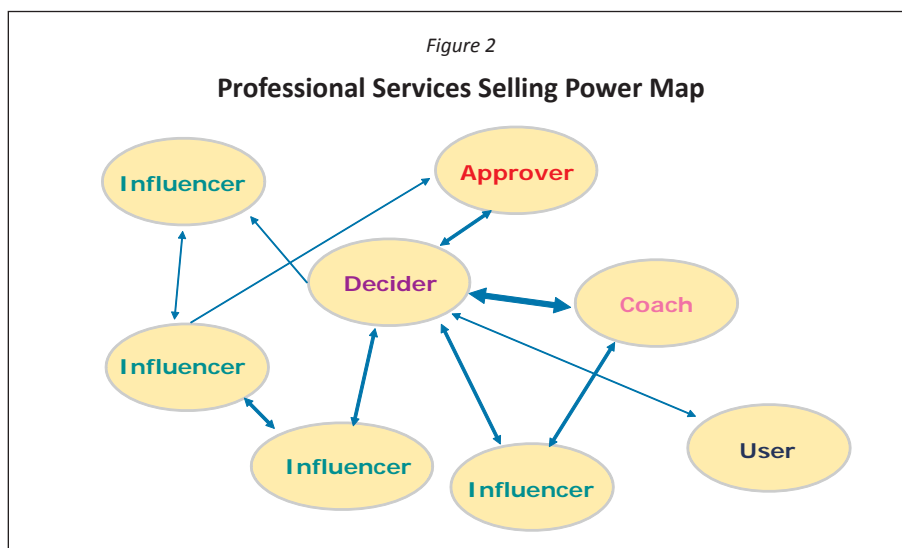 Figure 2
Professional Services Selling Power Map
Influencer
Approver
Decider
Coach
Influencer
Influencer
Influencer
User